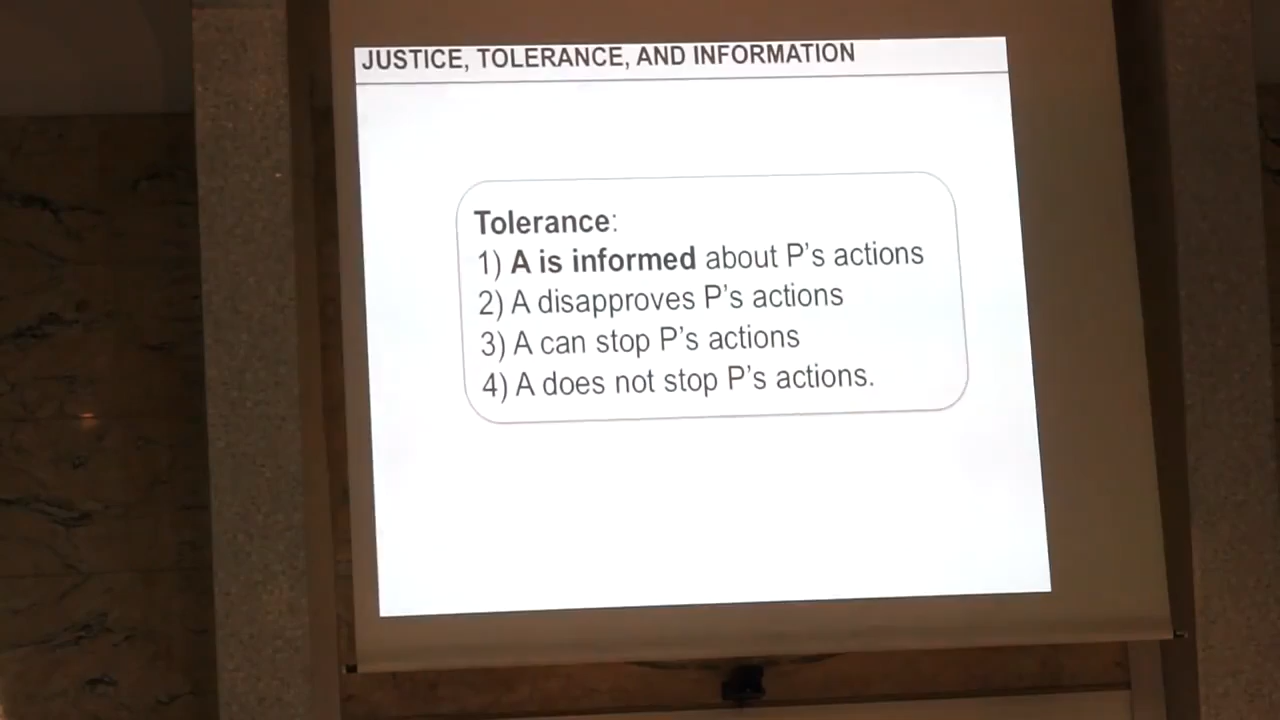 JUSTICE, TOLERANCE, AND INFORMATION
Tolerance:
1) A is informed about P's actions
2) A disapproves P's actions
3) A can stop P's actions
4) A does not stop P's actions.